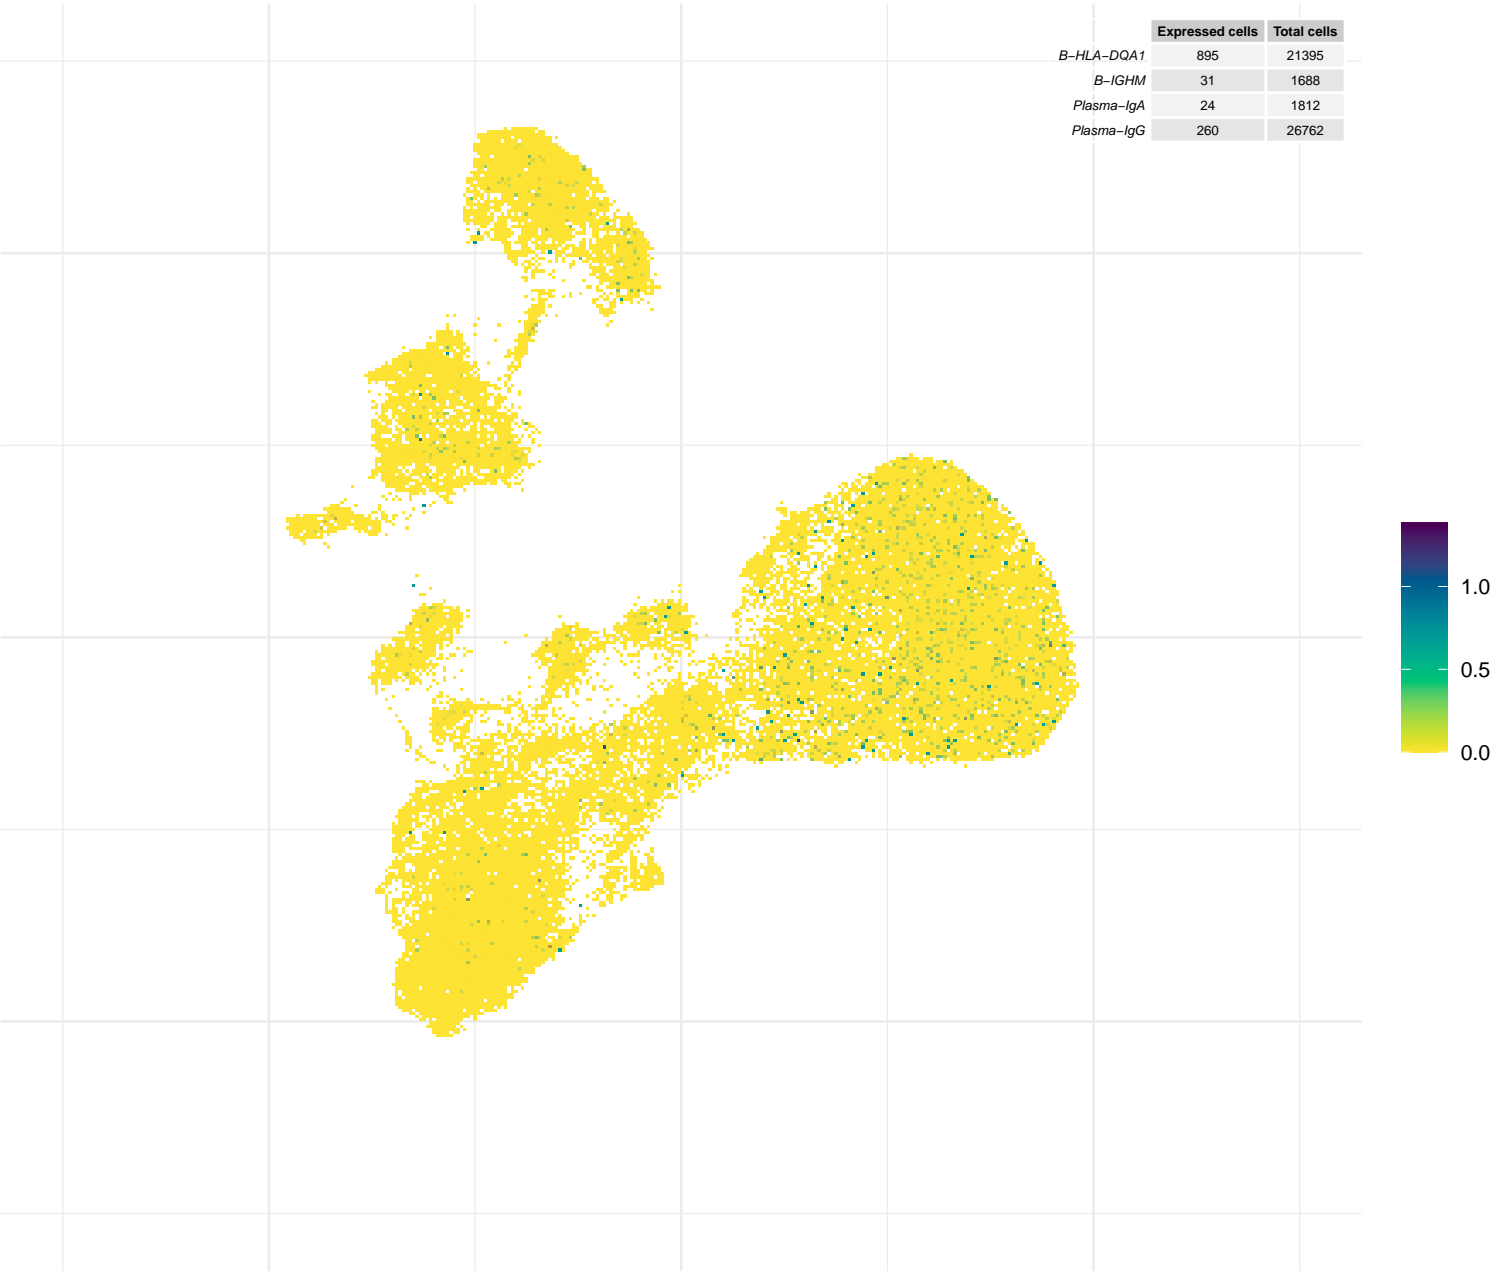 Expressed cells Total cells
B−HLA−DQA1 895 21395
B−IGHM 31 1688
Plasma−IgA 24 1812
Plasma−IgG 260 26762
1.0
0.5
0.0